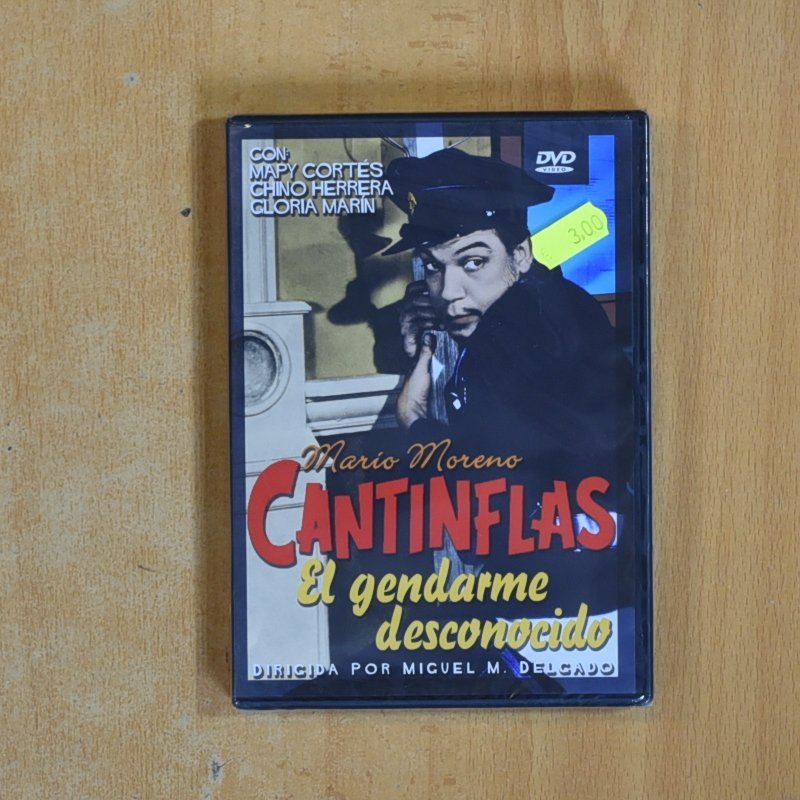 CON:
MAPY CORTÉS
CHINO HERRERA
GLORIA MARÍN
DVD
VIDEO
€ 3,00
Mario Moreno
CANTINFLAS
El gendarme
desconocido
DIRIGIDA POR MIGUEL M. DELGADO